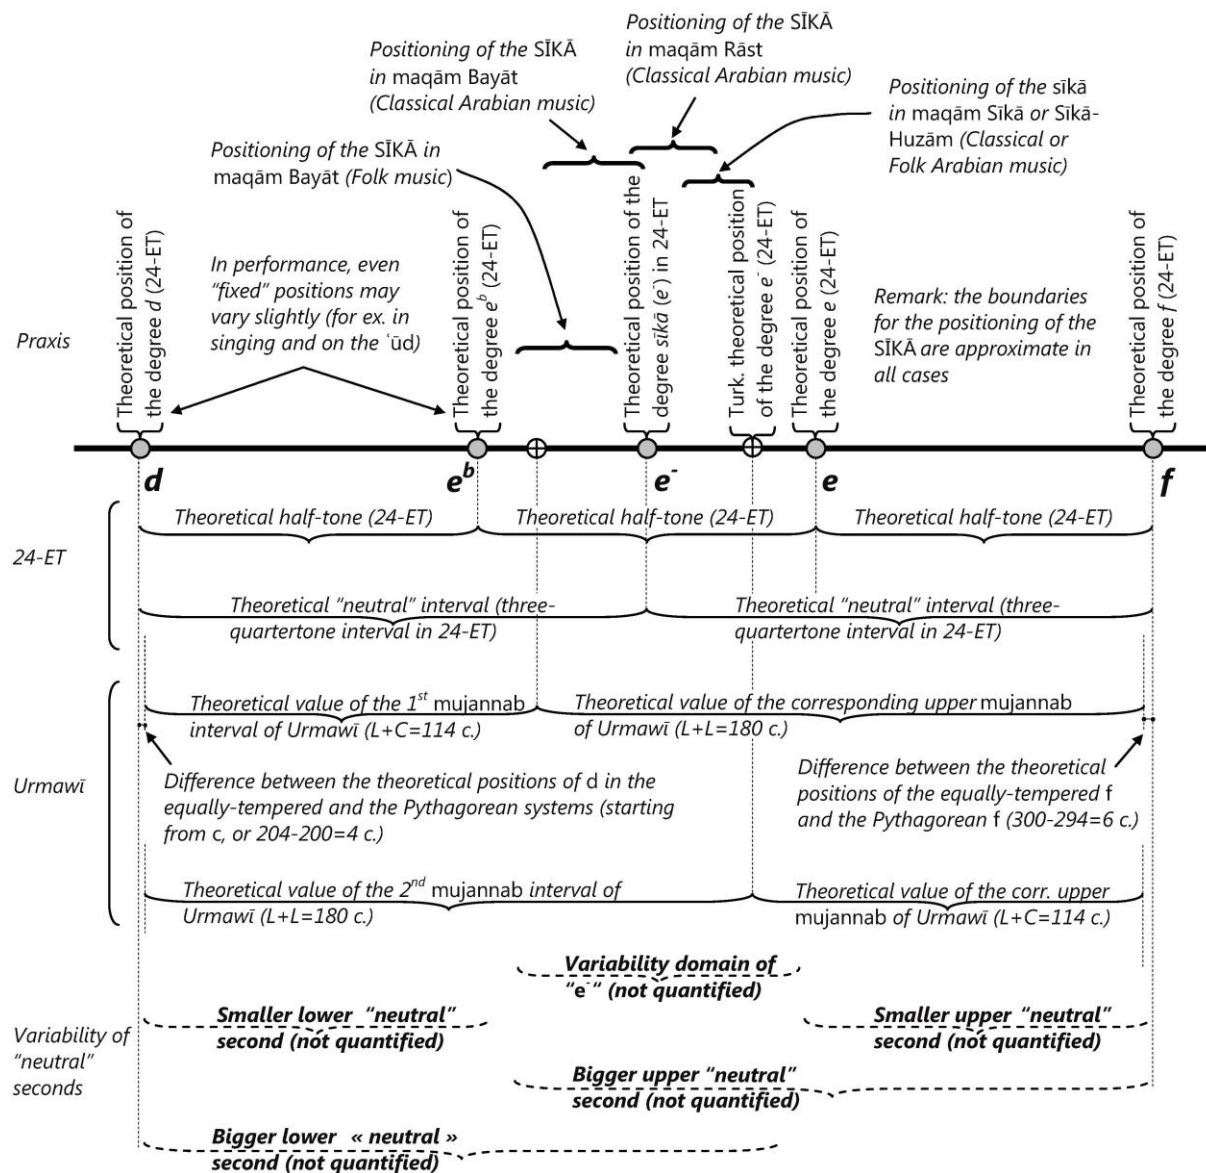 Positioning of the SĪKĀ
in maqām Bayāt
(Classical Arabian music)
Positioning of the SĪKĀ
in maqām Rāst
(Classical Arabian music)
Positioning of the sīkā
in maqām Sīkā or Sīkā-
Huzām (Classical or
Folk Arabian music)
Positioning of the SĪKĀ in
maqām Bayāt (Folk music)
In performance, even
“fixed” positions may
vary slightly (for ex. in
singing and on the ʿūd)
Remark: the boundaries
for the positioning of the
SĪKĀ are approximate in
all cases
Praxis
Theoretical position of
the degree d (24-ET)
Theoretical position of
the degree eb (24-ET)
Theoretical position of the
degree sīkā (e-) in 24-ET
Turk. theoretical position
of the degree e- (24-ET)
Theoretical position of
the degree e (24-ET)
Theoretical position of
the degree f (24-ET)
d eb e- e f
24-ET
Theoretical half-tone (24-ET)
Theoretical half-tone (24-ET)
Theoretical half-tone (24-ET)
Theoretical “neutral” interval (three-
quartertone interval in 24-ET)
Theoretical “neutral” interval (three-
quartertone interval in 24-ET)
Urmawī
Theoretical value of the 1st mujannab
interval of Urmawī (L+C=114 c.)
Theoretical value of the corresponding upper mujannab
of Urmawī (L+L=180 c.)
Difference between the theoretical positions of d in the
equally-tempered and the Pythagorean systems (starting
from c, or 204-200=4 c.)
Difference between the theoretical
positions of the equally-tempered f
and the Pythagorean f (300-294=6 c.)
Theoretical value of the 2nd mujannab interval of
Urmawī (L+L=180 c.)
Theoretical value of the corr. upper
mujannab of Urmawī (L+C=114 c.)
Variability of
“neutral”
seconds
Variability domain of
“e-“ (not quantified)
Smaller lower “neutral”
second (not quantified)
Smaller upper “neutral”
second (not quantified)
Bigger upper “neutral”
second (not quantified)
Bigger lower « neutral »
second (not quantified)